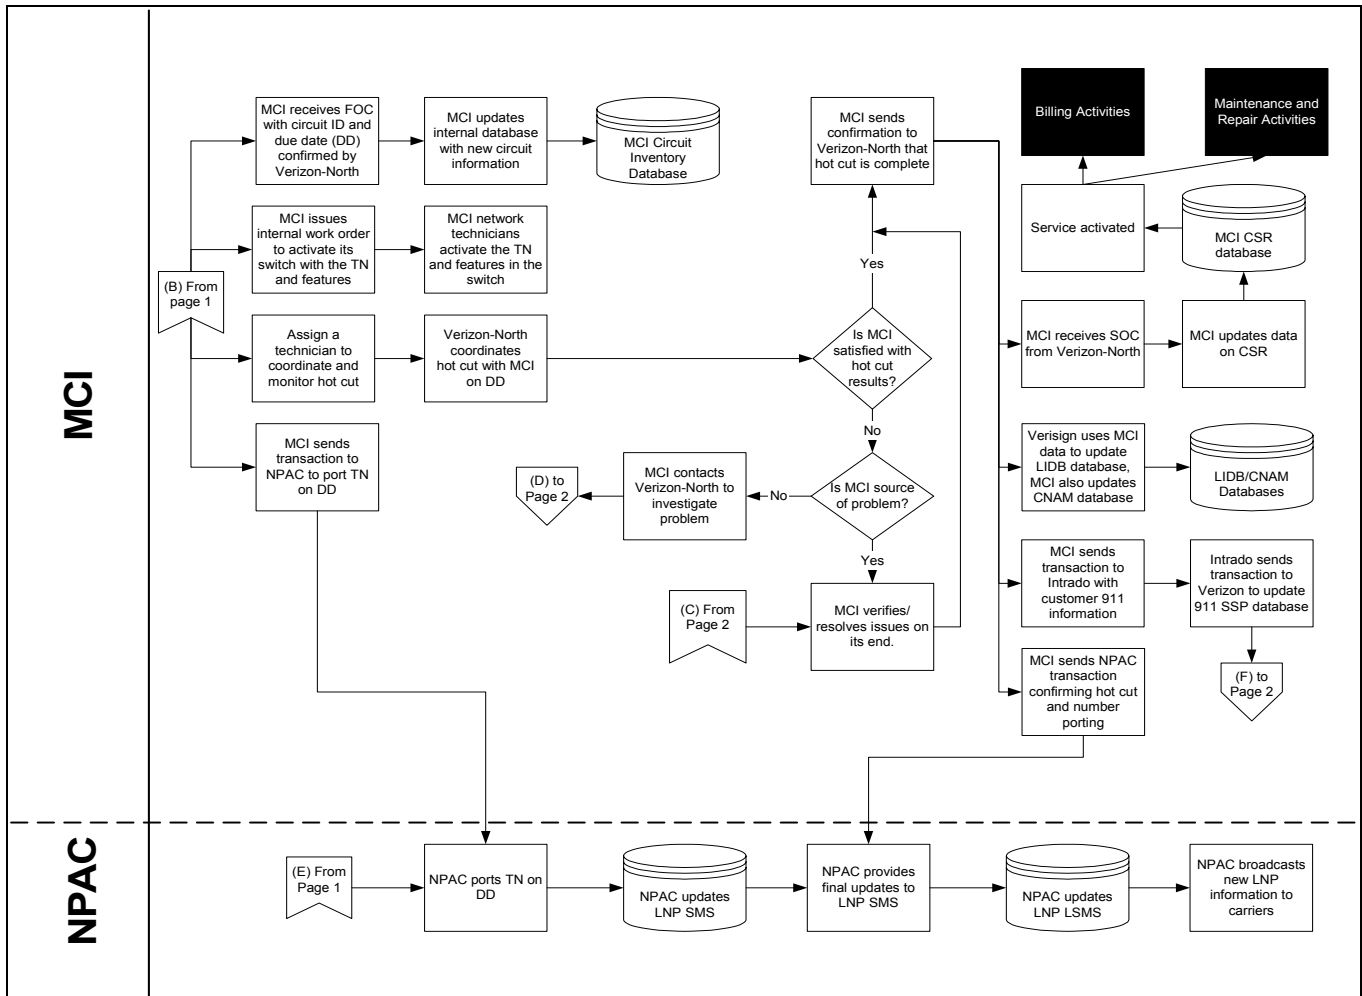 MCI
NPAC
MCI receives FOC
with circuit ID and
due date (DD)
confirmed by
Verizon-North
MCI updates
internal database
with new circuit
information
MCI Circuit
Inventory
Database
MCI sends
confirmation to
Verizon-North that
hot cut is complete
Billing Activities
Maintenance and
Repair Activities
MCI issues
internal work order
to activate its
switch with the TN
and features
MCI network
technicians
activate the TN
and features in the
switch
Service activated
MCI CSR
database
(B) From
page 1
Yes
Assign a
technician to
coordinate and
monitor hot cut
Verizon-North
coordinates
hot cut with MCI
on DD
Is MCI
satisfied with
hot cut
results?
MCI receives SOC
from Verizon-North
MCI updates data
on CSR
No
MCI sends
transaction to
NPAC to port TN
on DD
(D) to
Page 2
MCI contacts
Verizon-North to
investigate
problem
No
Is MCI source
of problem?
Verisign uses MCI
data to update
LIDB database,
MCI also updates
CNAM database
LIDB/CNAM
Databases
Yes
(C) From
Page 2
MCI verifies/
resolves issues on
its end.
MCI sends
transaction to
Intrado with
customer 911
information
Intrado sends
transaction to
Verizon to update
911 SSP database
MCI sends NPAC
transaction
confirming hot cut
and number
porting
(F) to
Page 2
(E) From
Page 1
NPAC ports TN on
DD
NPAC updates
LNP SMS
NPAC provides
final updates to
LNP SMS
NPAC updates
LNP LSMS
NPAC broadcasts
new LNP
information to
carriers